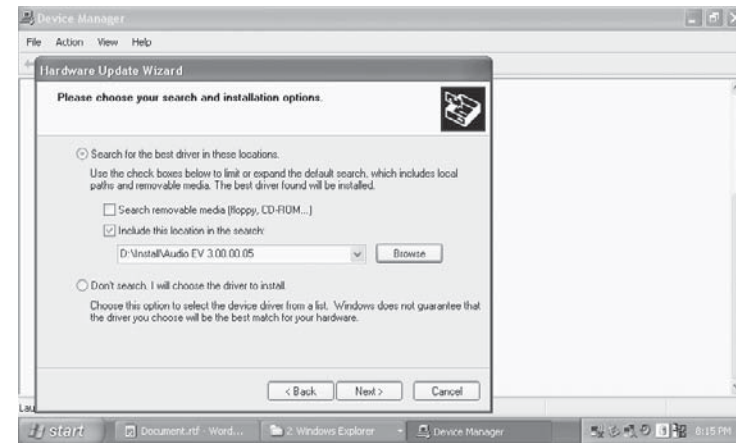 Device Manager
File Action View Help
Hardware Update Wizard
Please choose your search and installation options.
Search for the best driver in these locations.
Use the check boxes below to limit or expand the default search, which includes local
paths and removable media. The best driver found will be installed.
Search removable media (floppy, CD-ROM...)
Include this location in the search:
D:\Install\Audio EV 3.00.00.05
Browse
Don't search. I will choose the driver to install.
Choose this option to select the device driver from a list. Windows does not guarantee that
the driver you choose will be the best match for your hardware.
< Back Next > Cancel
Lau
start Document.rtf - Word... 2 Windows Explorer Device Manager 8:15 PM